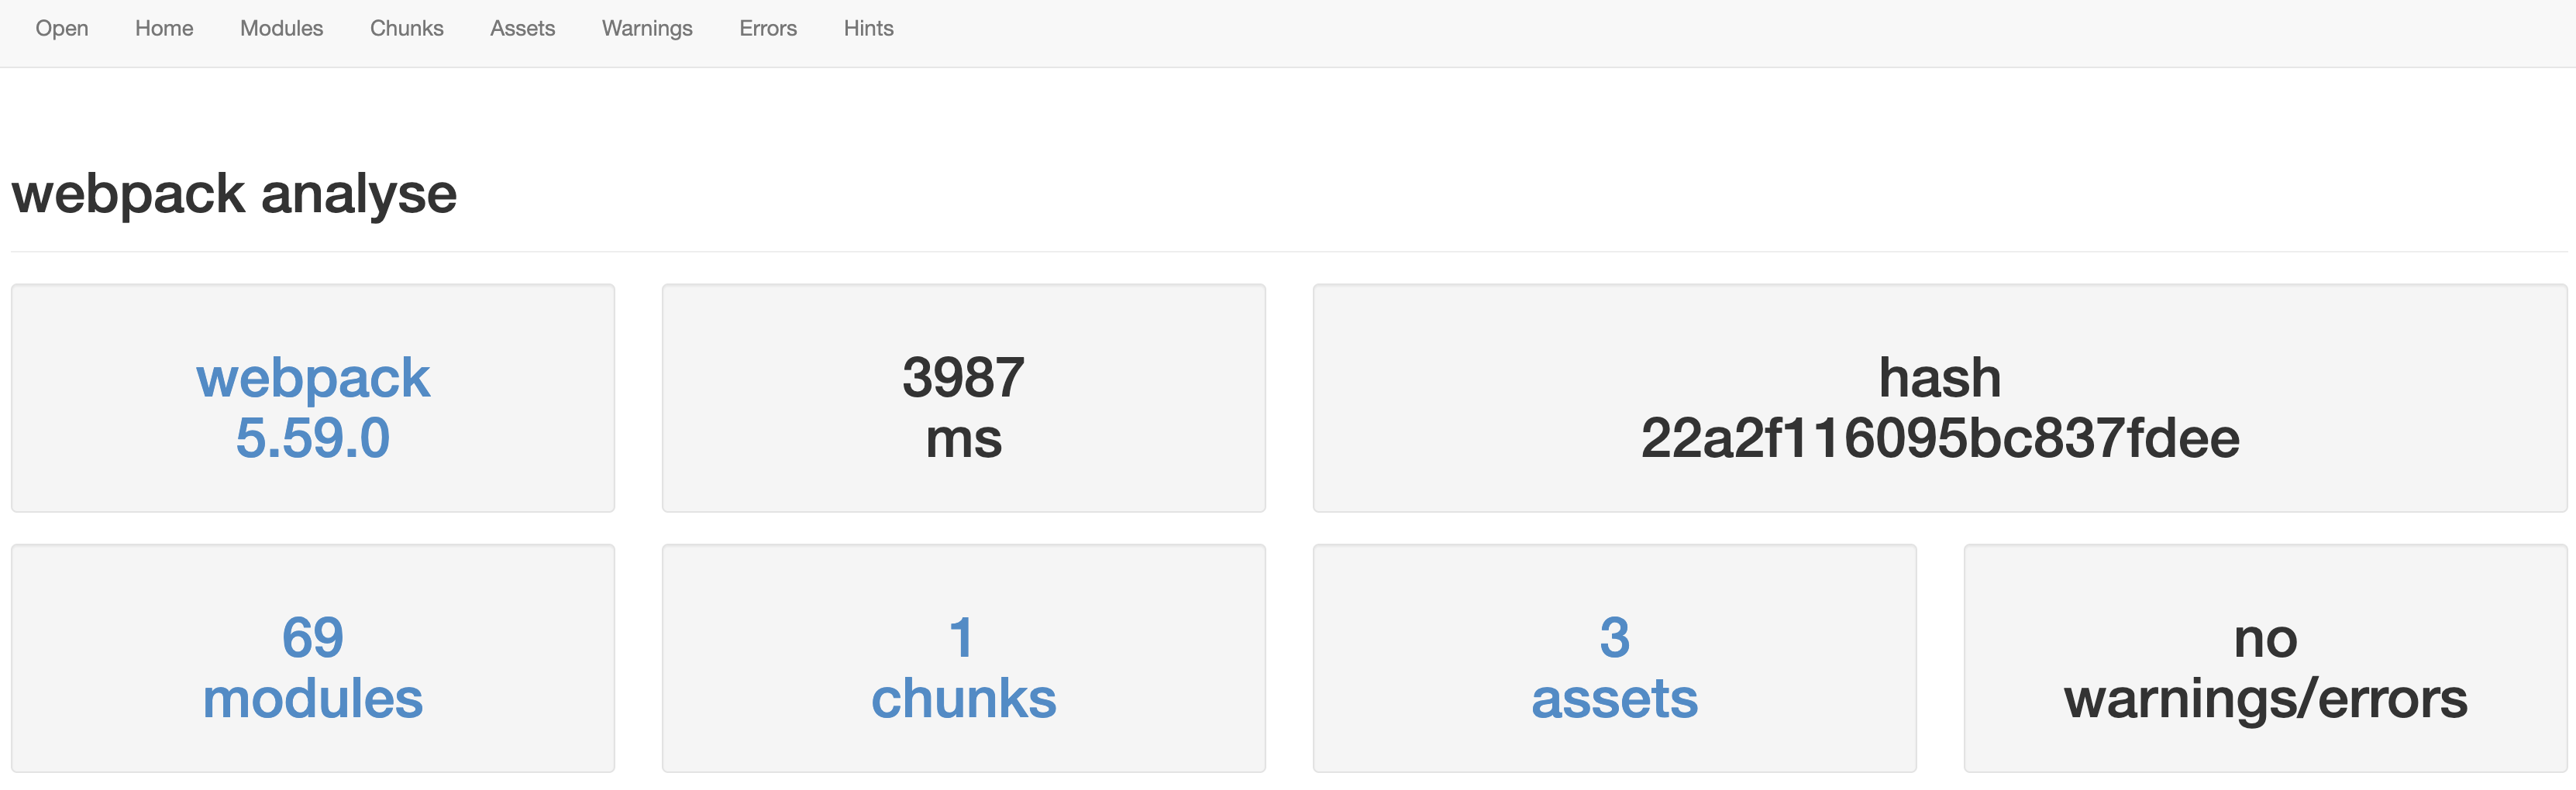 Open Home Modules Chunks Assets Warnings Errors Hints
webpack analyse
webpack
5.59.0
3987
ms
hash
22a2f116095bc837fdee
69
modules
1
chunks
3
assets
no
warnings/errors